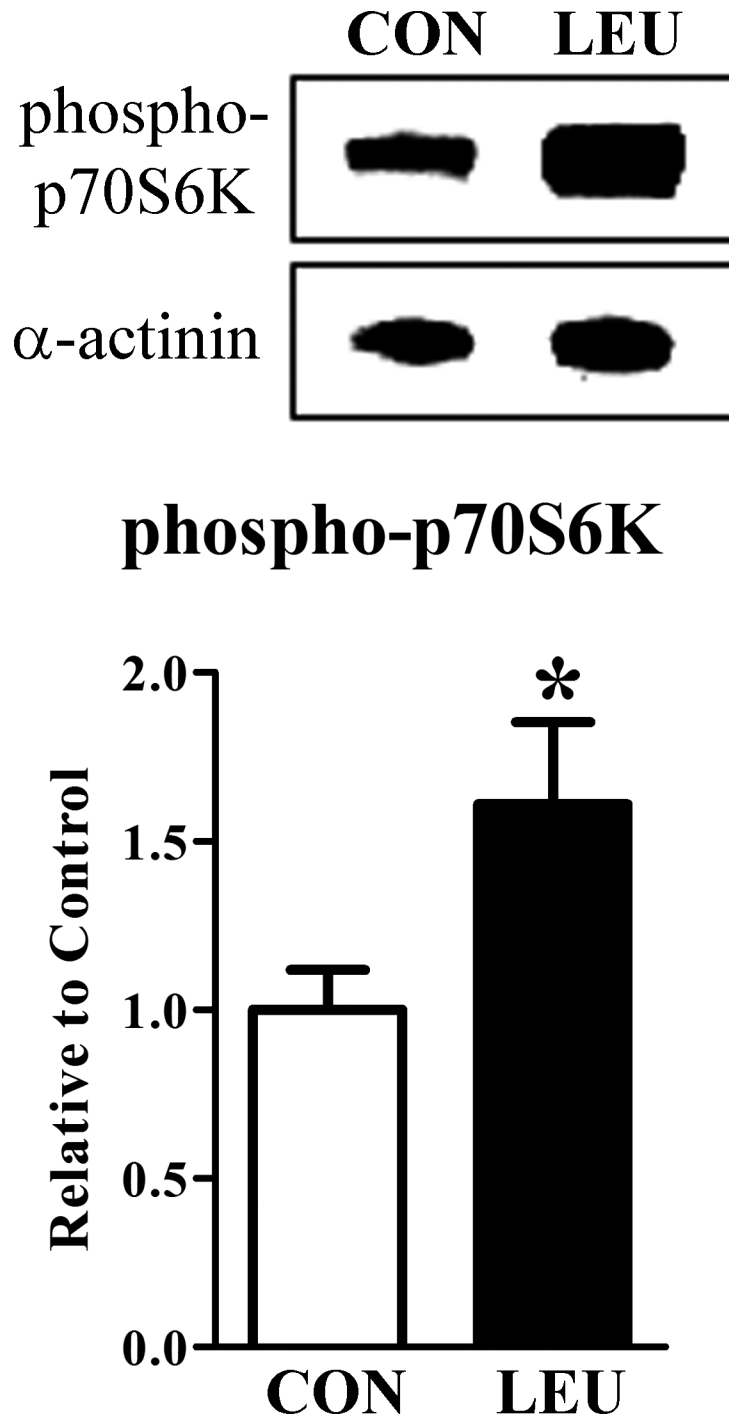 CON LEU
phospho-
p70S6K
α-actinin
phospho-p70S6K
*
2.0
1.5
1.0
0.5
0.0
Relative to Control
CON LEU